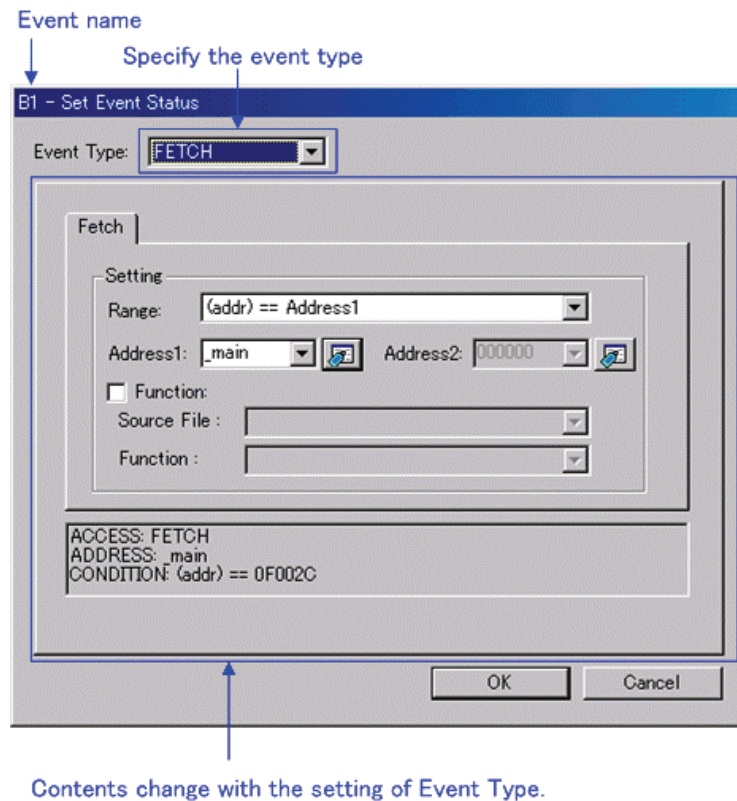 Event name
Specify the event type
B1 - Set Event Status
Event Type: FETCH
Fetch
Setting
Range: (addr) == Address1
Address1: _main Address2: 000000
Function:
Source File :
Function :
ACCESS: FETCH
ADDRESS: _main
CONDITION: (addr) == 0F002C
OK Cancel
Contents change with the setting of Event Type.